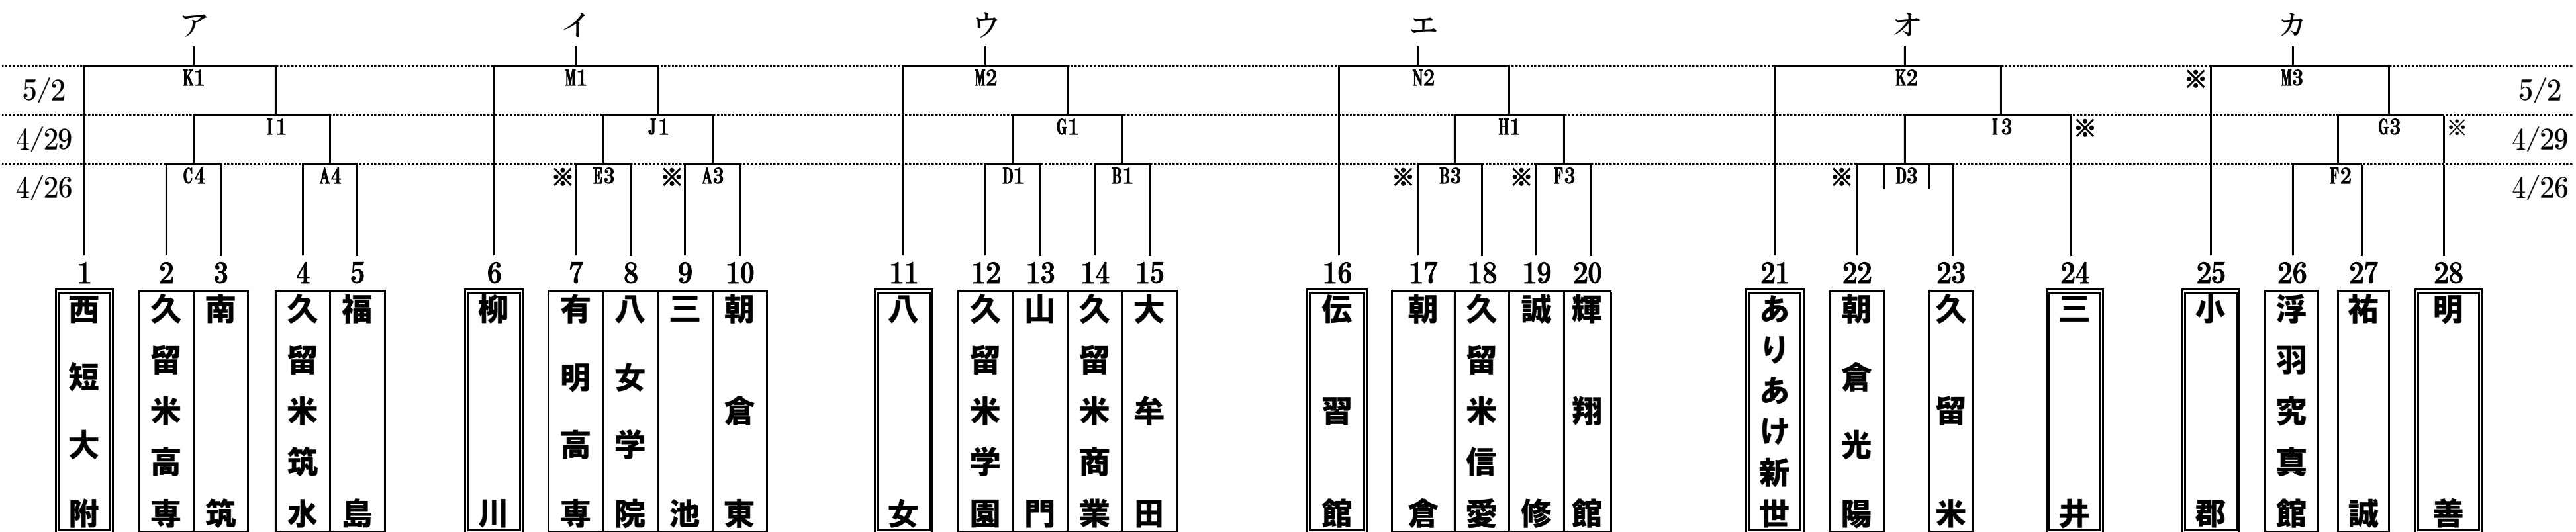 ア イ ウ エ オ カ
5/2 K1 M1 M2 N2 K2 ※ M3 5/2
4/29 I1 J1 G1 H1 I3 ※ G3 ※ 4/29
4/26 C4 A4 ※ E3 ※ A3 D1 B1 ※ B3 ※ F3 ※ D3 F2 4/26
1 2 3 4 5 6 7 8 9 10 11 12 13 14 15 16 17 18 19 20 21 22 23 24 25 26 27 28
西短大附
久留米高専
南筑
久留米筑水
福島
柳川
有明高専
八女学院
三池
朝倉東
八女
久留米学園
山門
久留米商業
大牟田
伝習館
朝倉
久留米信愛
誠修
輝翔館
ありあけ新世
朝倉光陽
久留米
三井
小郡
浮羽究真館
祐誠
明善